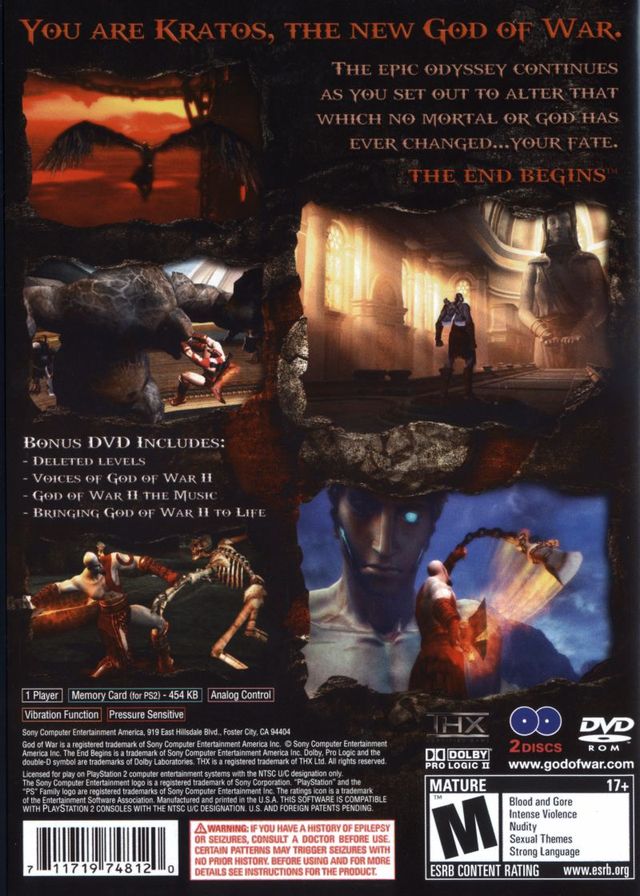 YOU ARE KRATOS, THE NEW GOD OF WAR.
THE EPIC ODYSSEY CONTINUES
AS YOU SET OUT TO ALTER THAT
WHICH NO MORTAL OR GOD HAS
EVER CHANGED...YOUR FATE.
THE END BEGINS™
BONUS DVD INCLUDES:
- DELETED LEVELS
- VOICES OF GOD OF WAR II
- GOD OF WAR II THE MUSIC
- BRINGING GOD OF WAR II TO LIFE
1 Player Memory Card (for PS2) - 454 KB Analog Control
Vibration Function Pressure Sensitive
Sony Computer Entertainment America, 919 East Hillsdale Blvd., Foster City, CA 94404
God of War is a registered trademark of Sony Computer Entertainment America Inc. © Sony Computer Entertainment
America Inc. The End Begins is a trademark of Sony Computer Entertainment America Inc. Dolby, Pro Logic and the
double-D symbol are trademarks of Dolby Laboratories. THX is a registered trademark of THX Ltd. All rights reserved.
Licensed for play on PlayStation 2 computer entertainment systems with the NTSC U/C designation only.
The Sony Computer Entertainment logo is a registered trademark of Sony Corporation. "PlayStation" and the
"PS" Family logo are registered trademarks of Sony Computer Entertainment Inc. The ratings icon is a trademark
of the Entertainment Software Association. Manufactured and printed in the U.S.A. THIS SOFTWARE IS COMPATIBLE
WITH PLAYSTATION 2 CONSOLES WITH THE NTSC U/C DESIGNATION. U.S. AND FOREIGN PATENTS PENDING.
THX
2 DISCS
DVD
ROM
DOLBY
PRO LOGIC II
www.godofwar.com
7 11719 74812 0
WARNING: IF YOU HAVE A HISTORY OF EPILEPSY
OR SEIZURES, CONSULT A DOCTOR BEFORE USE.
CERTAIN PATTERNS MAY TRIGGER SEIZURES WITH
NO PRIOR HISTORY. BEFORE USING AND FOR MORE
DETAILS SEE INSTRUCTIONS FOR THE PRODUCT.
MATURE 17+
M
™
Blood and Gore
Intense Violence
Nudity
Sexual Themes
Strong Language
ESRB CONTENT RATING www.esrb.org